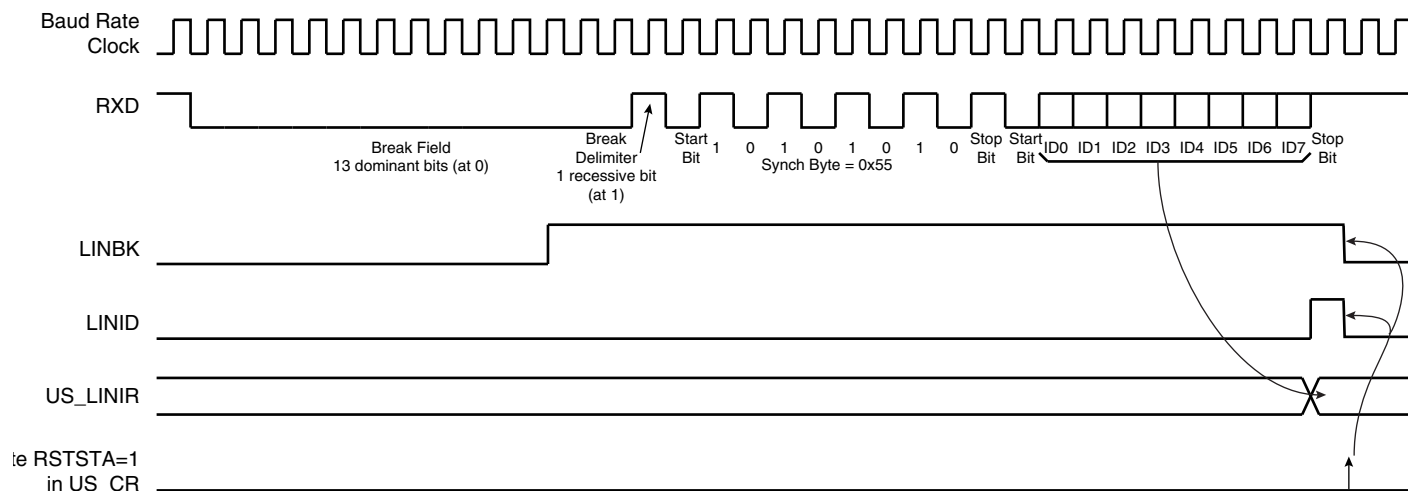 Baud Rate
Clock
RXD
Break Field
13 dominant bits (at 0)
Break
Delimiter
1 recessive bit
(at 1)
Start
Bit
1 0 1 0 1 0 1 0
Synch Byte = 0x55
Stop
Bit
Start
Bit
ID0 ID1 ID2 ID3 ID4 ID5 ID6 ID7
Stop
Bit
LINBK
LINID
US_LINIR
te RSTSTA=1
in US_CR